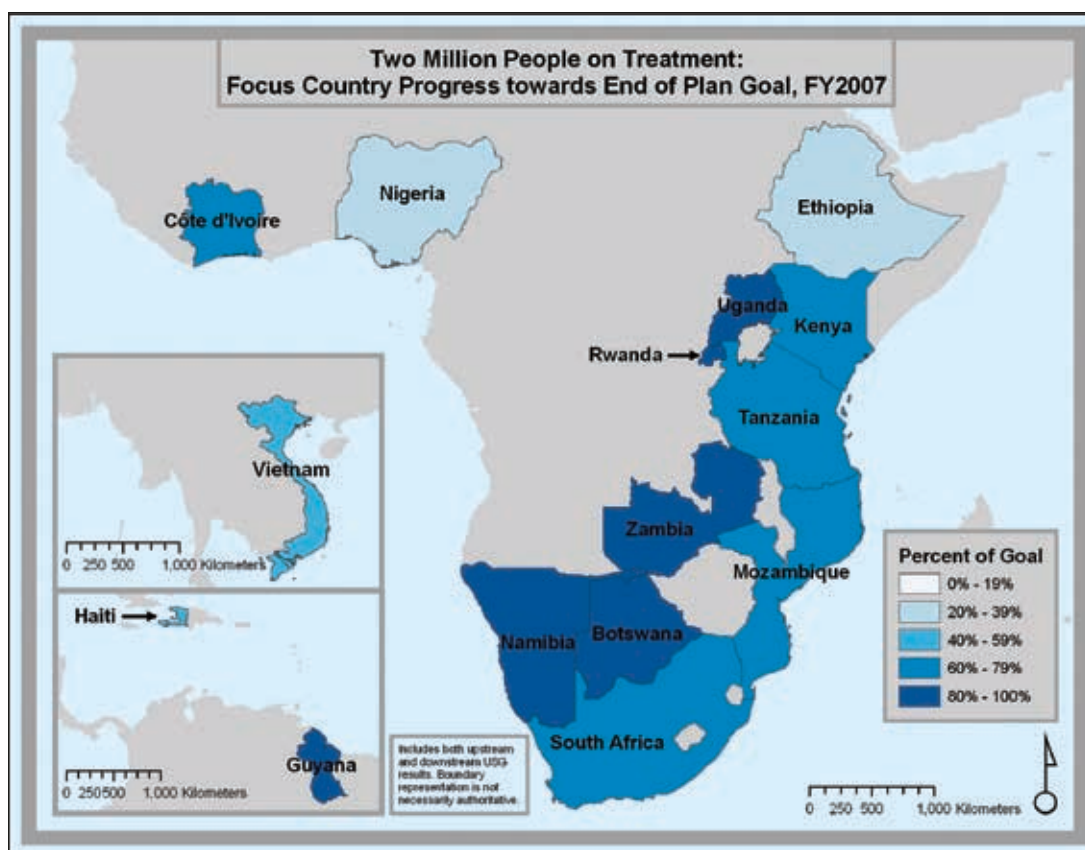 Two Million People on Treatment:
Focus Country Progress towards End of Plan Goal, FY2007
Côte d'Ivoire
Nigeria
Ethiopia
Uganda
Kenya
Rwanda
Tanzania
Zambia
Mozambique
Namibia
Botswana
South Africa
Vietnam
0 250 500 1,000 Kilometers
Haiti
Guyana
0 250 500 1,000 Kilometers
Includes both upstream
and downstream USG
results. Boundary
representation is not
necessarily authoritative.
Percent of Goal
0% - 19%
20% - 39%
40% - 59%
60% - 79%
80% - 100%
0 250 500 1,000 Kilometers